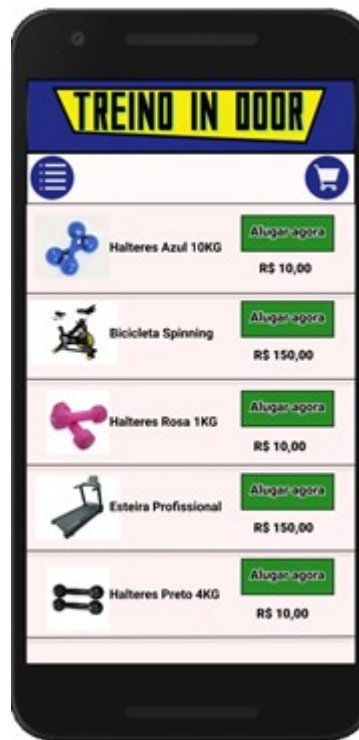 TREINO IN DOOR
Alugar agora
Halteres Azul 10KG
R$ 10,00
Alugar agora
Bicicleta Spinning
R$ 150,00
Alugar agora
Halteres Rosa 1KG
R$ 10,00
Alugar agora
Esteira Profissional
R$ 150,00
Alugar agora
Halteres Preto 4KG
R$ 10,00